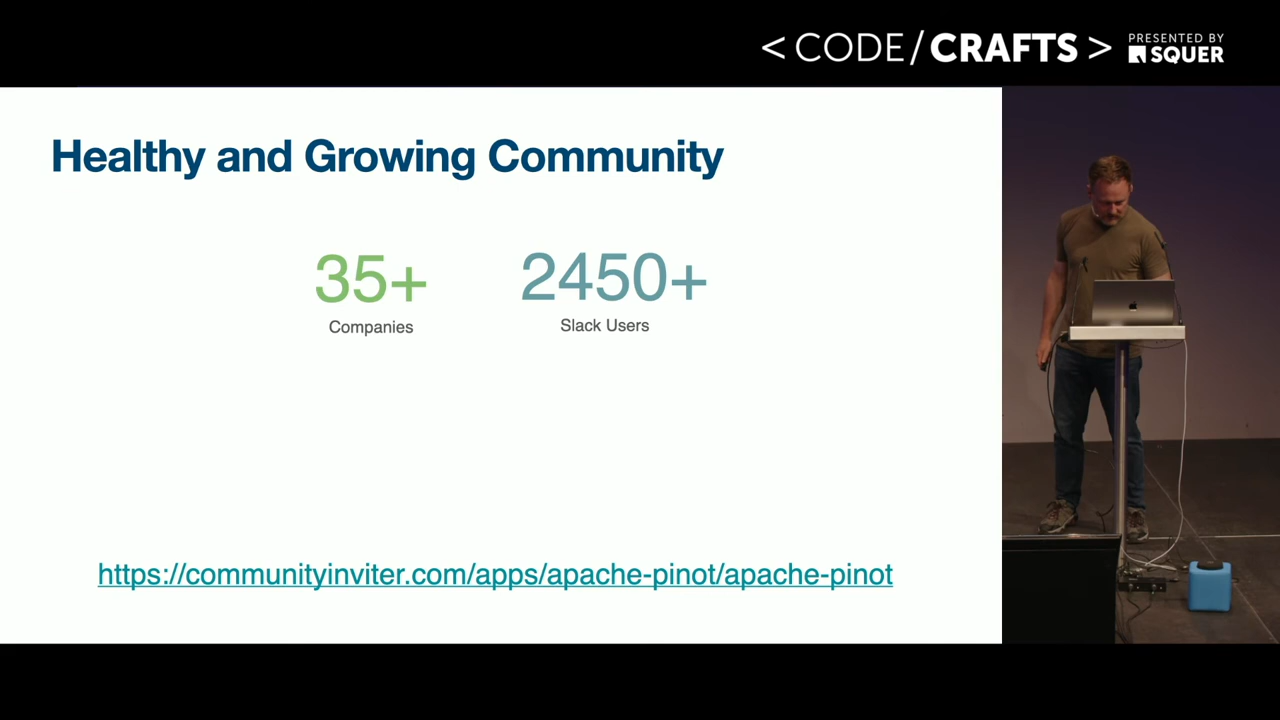 < CODE/CRAFTS >
PRESENTED BY
SQUER
Healthy and Growing Community
35+
Companies
2450+
Slack Users
https://communityinviter.com/apps/apache-pinot/apache-pinot